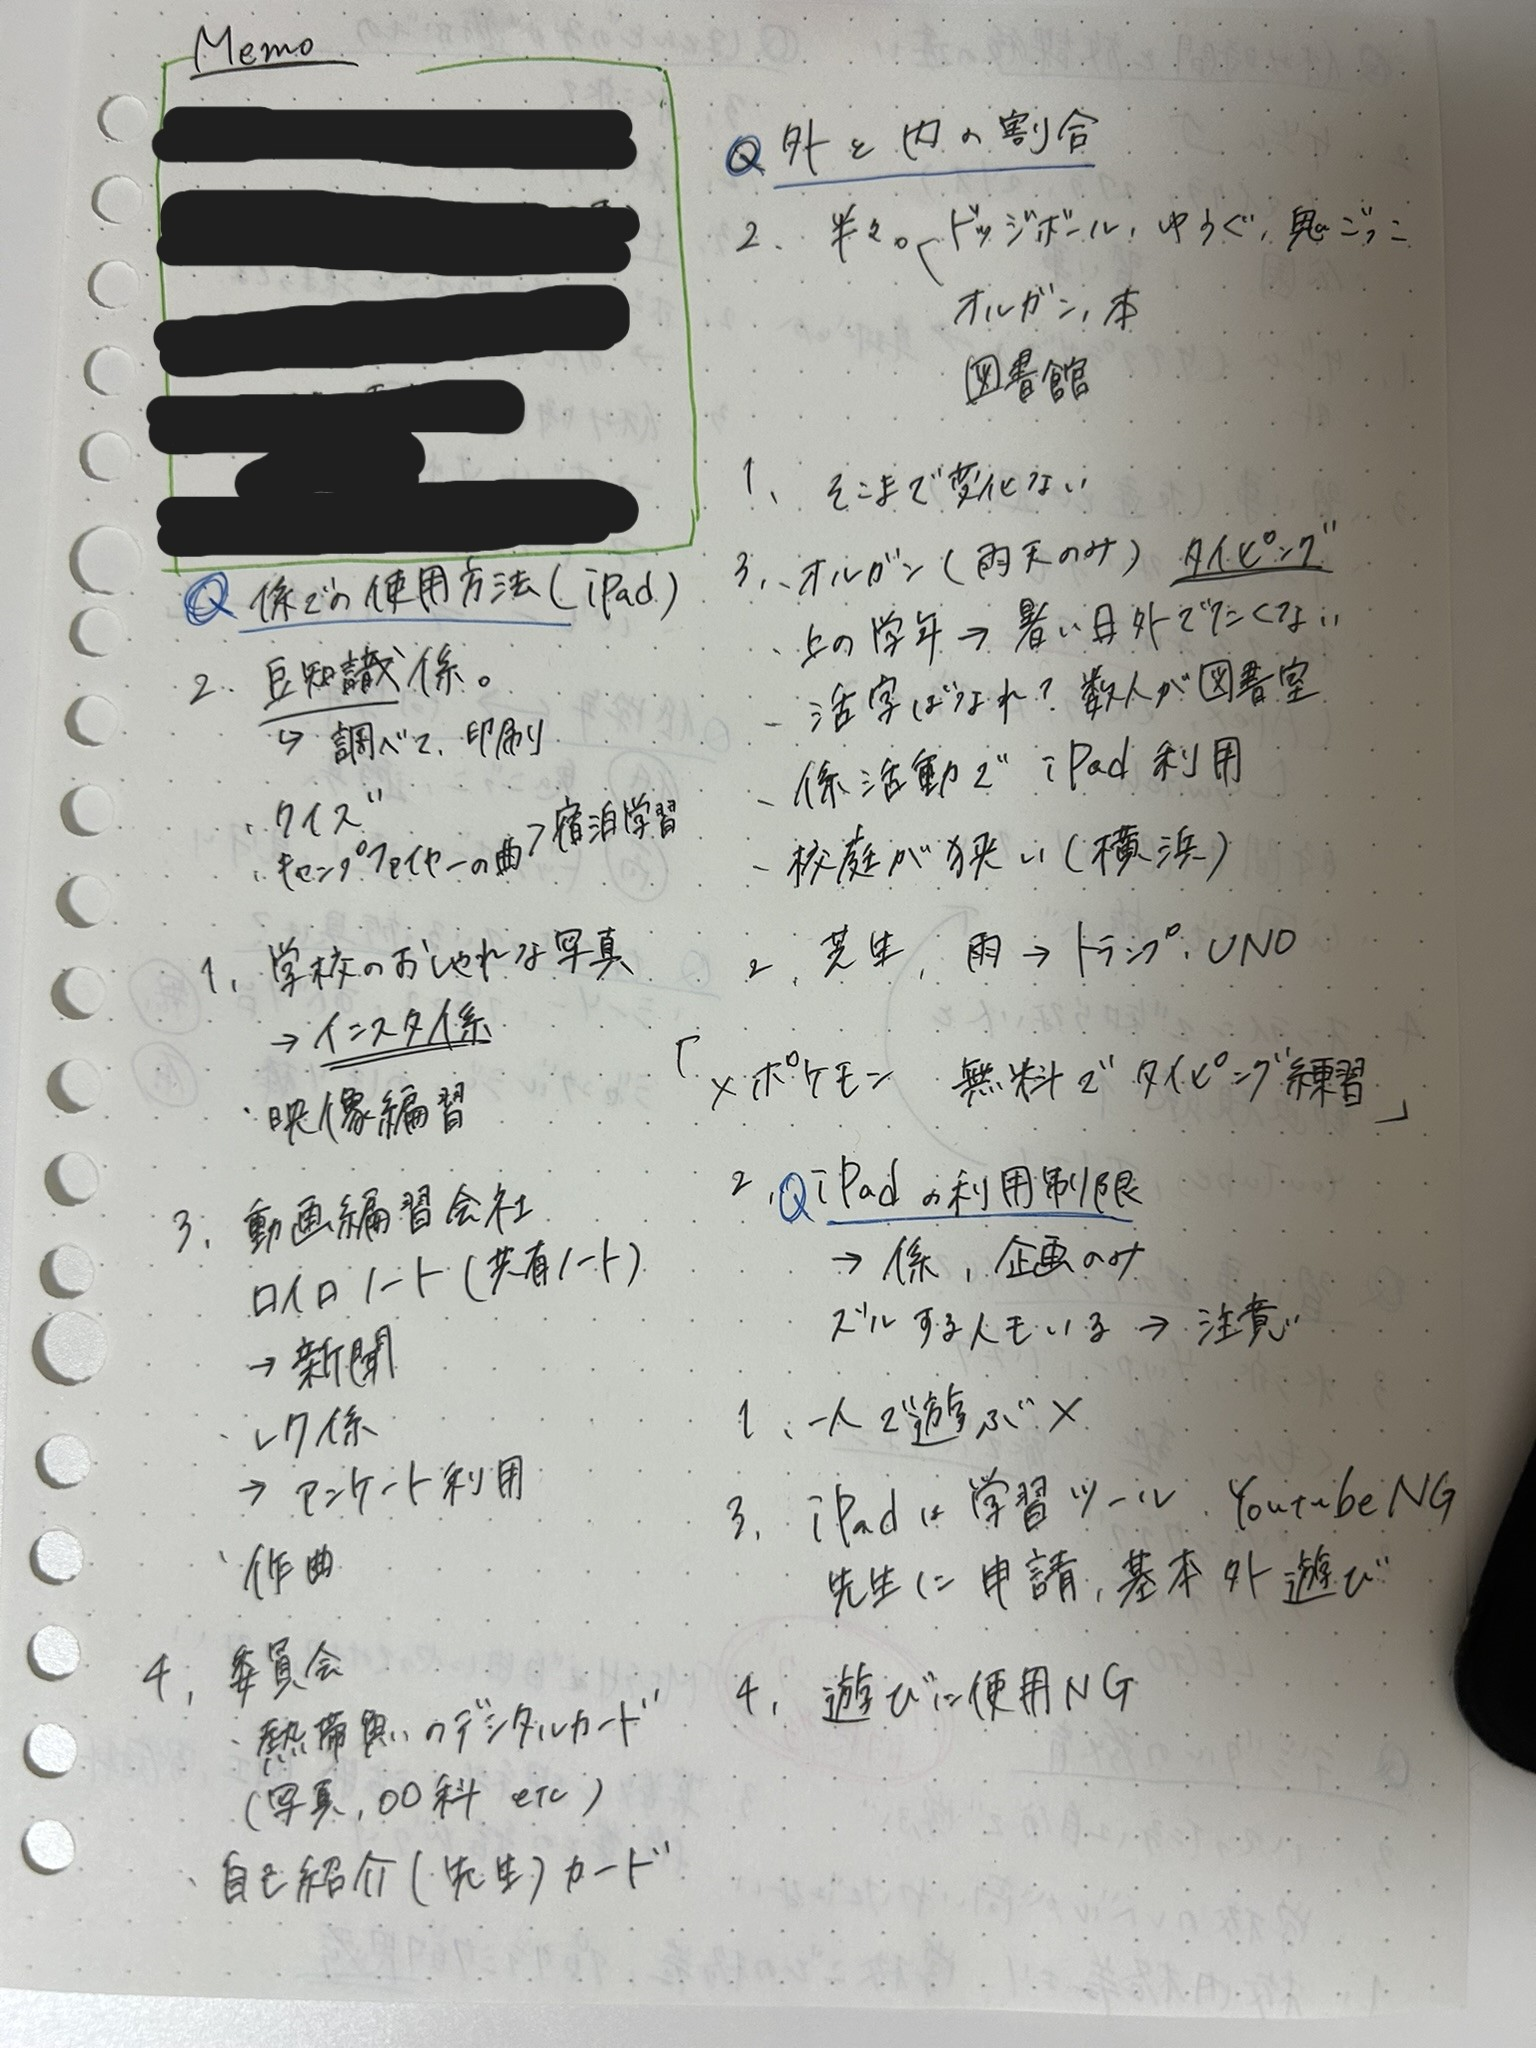 Memo
Q 係での使用方法(iPad)
2. 豆知識係。
↳ 調べて、印刷
・クイズ
・キャンプファイヤーの曲 > 宿泊学習
1、学校のおしゃれな写真
→ インスタ係
・映像編習
3、動画編習会社
ロイロノート(共有ノート)
→ 新聞
・レク係
→ アンケート利用
・作曲
4、委員会
・熱帯魚いのデジタルカード
(写真、〇〇科 etc)
・自己紹介(先生)カード
Q 外と内の割合
2. 半々。ドッジボール、ゆうぐ、鬼ごっこ
オルガン、本
図書館
1、そこまで変化ない
3、、オルガン(雨天のみ) タイピング
・上の学年 → 暑い日外でたくない
- 活字ばなれ? 数人が図書室
- 係活動で iPad 利用
- 校庭が狭い(横浜)
2、芝生、雨 → トランプ、UNO
「×ポケモン 無料でタイピング練習」
2、Q iPadの利用制限
→ 係、企画のみ
ズルする人もいる → 注意
1、一人で遊ぶ ×
3、iPadは学習ツール、Youtube NG
先生に申請、基本外遊び
4、遊びに使用NG